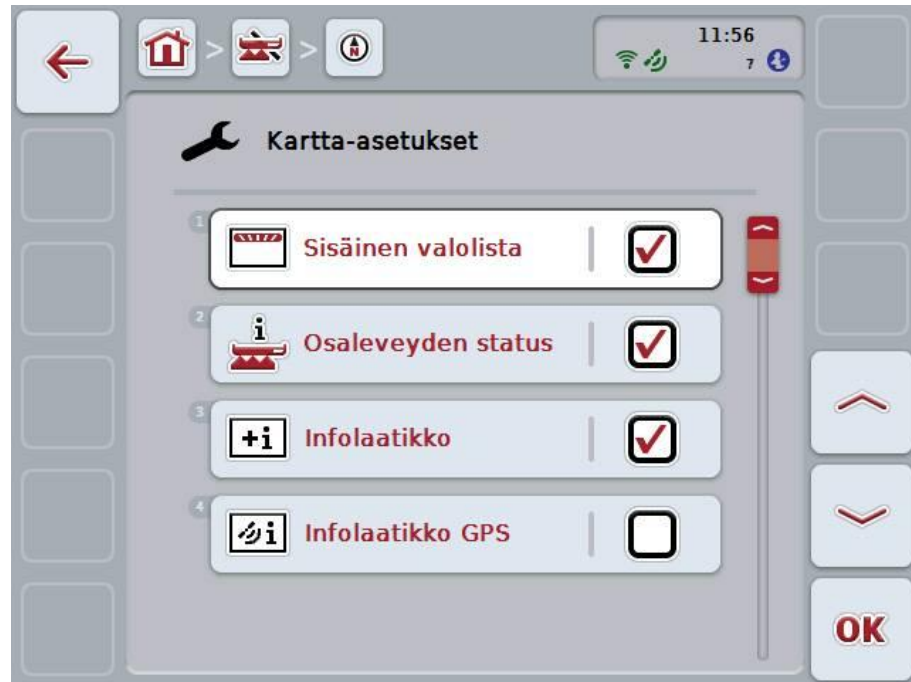 11:56
7
Kartta-asetukset
1
Sisäinen valolista
2
i
Osaleveyden status
3
+i
Infolaatikko
4
i
Infolaatikko GPS
OK